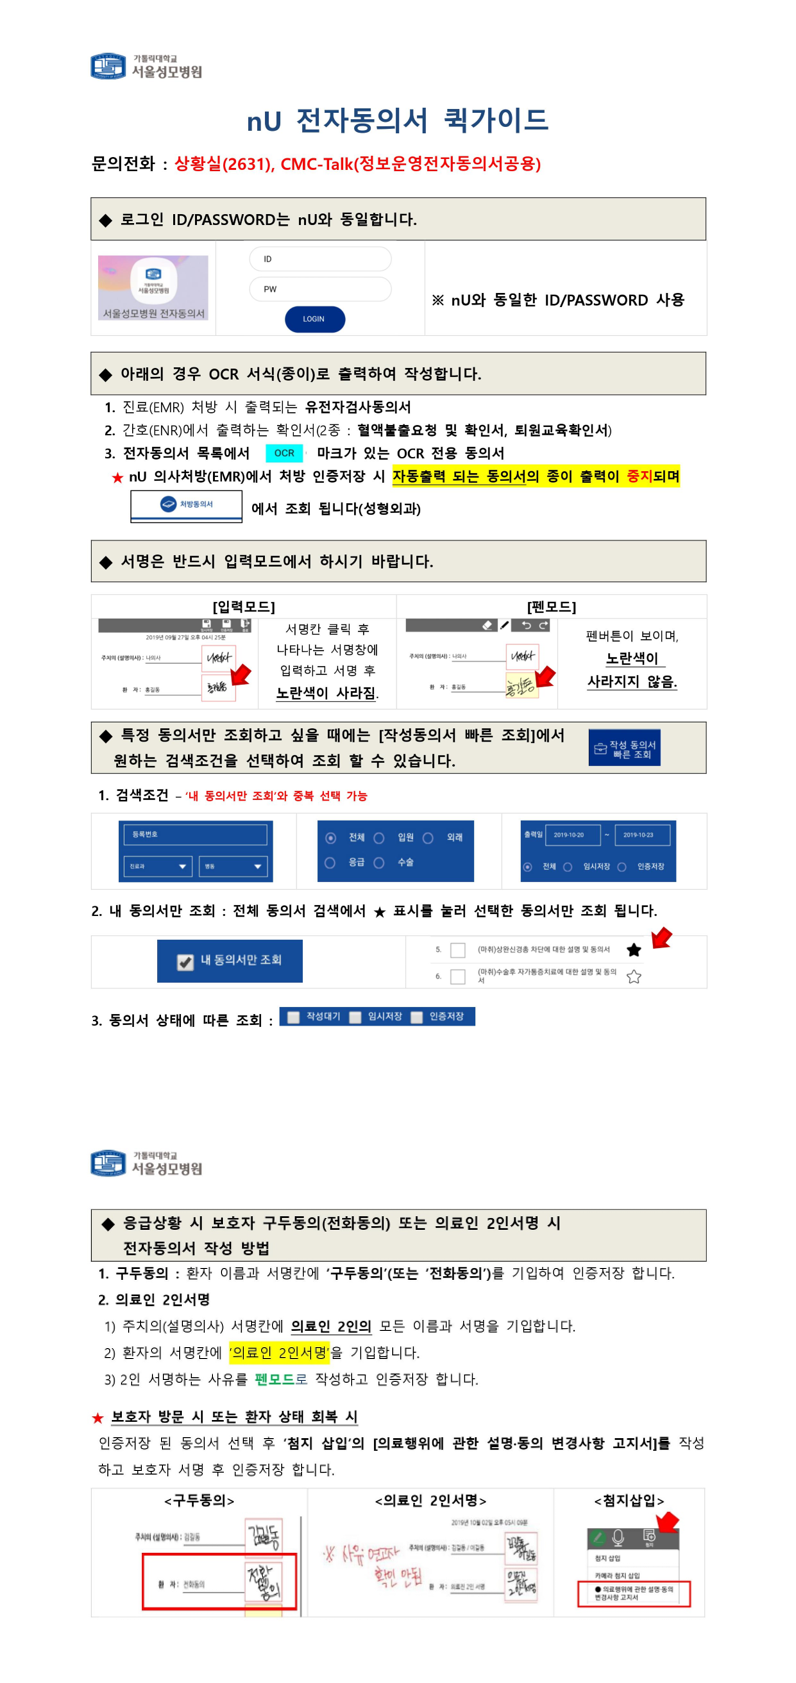 가톨릭대학교
서울성모병원
nU 전자동의서 퀵가이드
문의전화 : 상황실(2631), CMC-Talk(정보운영전자동의서공용)
◆ 로그인 ID/PASSWORD는 nU와 동일합니다.
가톨릭대학교
서울성모병원
서울성모병원 전자동의서
ID
PW
LOGIN
※ nU와 동일한 ID/PASSWORD 사용
◆ 아래의 경우 OCR 서식(종이)로 출력하여 작성합니다.
1. 진료(EMR) 처방 시 출력되는 유전자검사동의서
2. 간호(ENR)에서 출력하는 확인서(2종 : 혈액불출요청 및 확인서, 퇴원교육확인서)
3. 전자동의서 목록에서 OCR 마크가 있는 OCR 전용 동의서
★ nU 의사처방(EMR)에서 처방 인증저장 시 자동출력 되는 동의서의 종이 출력이 중지되며
처방동의서 에서 조회 됩니다(성형외과)
◆ 서명은 반드시 입력모드에서 하시기 바랍니다.
[입력모드]
[펜모드]
2019년 09월 27일 오후 04시 25분
주치의 (설명의사) : 나의사
나의사
환 자 : 홍길동
홍길동
서명칸 클릭 후
나타나는 서명창에
입력하고 서명 후
노란색이 사라짐.
주치의 (설명의사) : 나의사
나의사
환 자 : 홍길동
홍길동
펜버튼이 보이며,
노란색이
사라지지 않음.
◆ 특정 동의서만 조회하고 싶을 때에는 [작성동의서 빠른 조회]에서
원하는 검색조건을 선택하여 조회 할 수 있습니다.
작성 동의서
빠른 조회
1. 검색조건 – ‘내 동의서만 조회’와 중복 선택 가능
등록번호
진료과
병동
전체 입원 외래
응급 수술
출력일 2019-10-20 ~ 2019-10-23
전체 임시저장 인증저장
2. 내 동의서만 조회 : 전체 동의서 검색에서 ★ 표시를 눌러 선택한 동의서만 조회 됩니다.
내 동의서만 조회
5. (마취)상완신경총 차단에 대한 설명 및 동의서 ★
6. (마취)수술후 자가통증치료에 대한 설명 및 동의
서 ☆
3. 동의서 상태에 따른 조회 : 작성대기 임시저장 인증저장
가톨릭대학교
서울성모병원
◆ 응급상황 시 보호자 구두동의(전화동의) 또는 의료인 2인서명 시
전자동의서 작성 방법
1. 구두동의 : 환자 이름과 서명칸에 ‘구두동의’(또는 ‘전화동의’)를 기입하여 인증저장 합니다.
2. 의료인 2인서명
1) 주치의(설명의사) 서명칸에 의료인 2인의 모든 이름과 서명을 기입합니다.
2) 환자의 서명칸에 ‘의료인 2인서명’을 기입합니다.
3) 2인 서명하는 사유를 펜모드로 작성하고 인증저장 합니다.
★ 보호자 방문 시 또는 환자 상태 회복 시
인증저장 된 동의서 선택 후 ‘첨지 삽입’의 [의료행위에 관한 설명·동의 변경사항 고지서]를 작성
하고 보호자 서명 후 인증저장 합니다.
<구두동의>
<의료인 2인서명>
<첨지삽입>
주치의 (설명의사) : 김길동
김길동
환 자 : 전화동의
전화
동의
2019년 10월 02일 오후 05시 09분
※ 사유: 연고자
확인 안됨
주치의 (설명의사) : 김길동 / 이길동
환 자 : 의료인 2인 서명
첨지
첨지 삽입
카메라 첨지 삽입
● 의료행위에 관한 설명·동의
변경사항 고지서